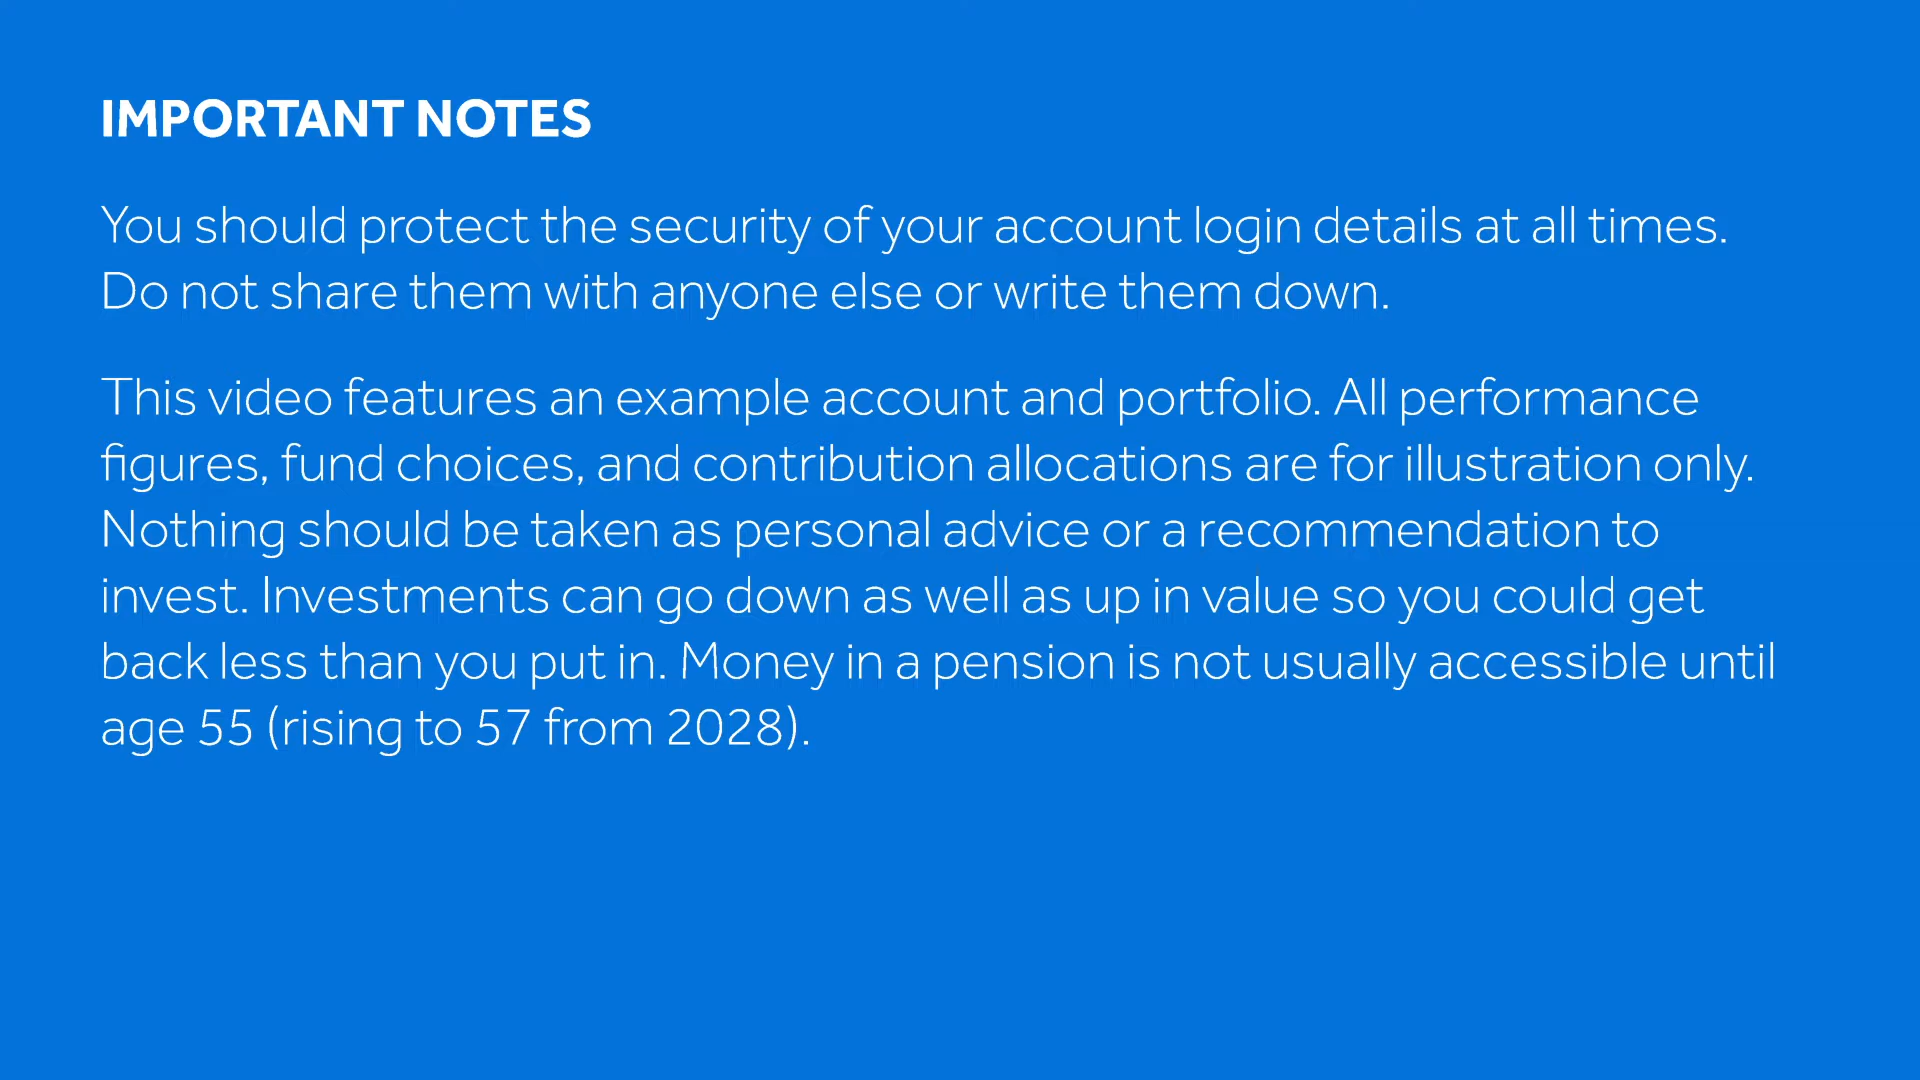 IMPORTANT NOTES
You should protect the security of your account login details at all times.
Do not share them with anyone else or write them down.
This video features an example account and portfolio. All performance
figures, fund choices, and contribution allocations are for illustration only.
Nothing should be taken as personal advice or a recommendation to
invest. Investments can go down as well as up in value so you could get
back less than you put in. Money in a pension is not usually accessible until
age 55 (rising to 57 from 2028).